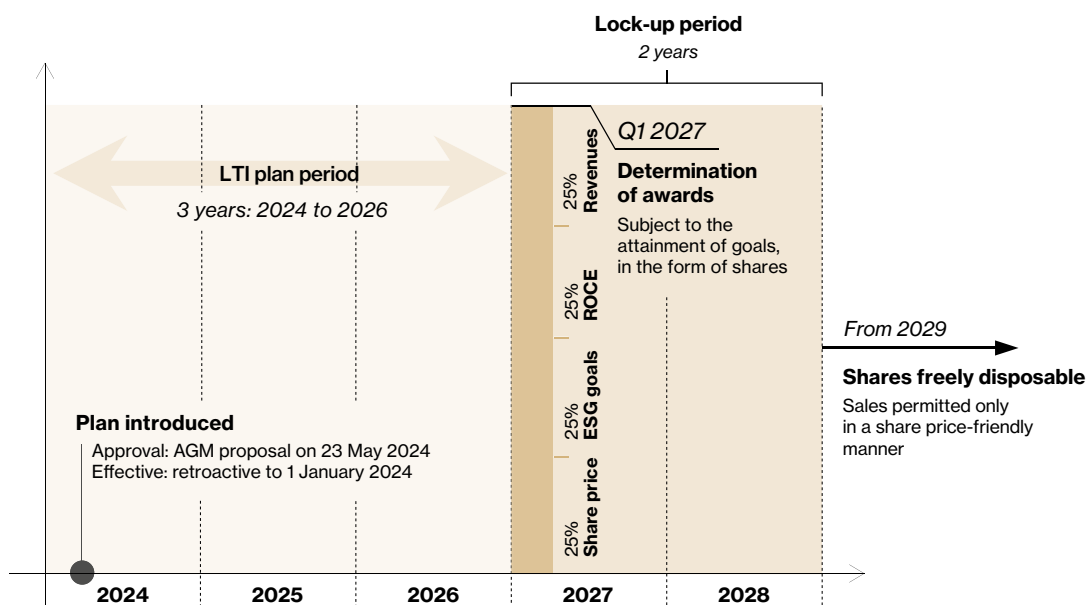 Lock-up period
2 years
LTI plan period
3 years: 2024 to 2026
Q1 2027
Determination
of awards
Subject to the
attainment of goals,
in the form of shares
25%
Revenues
25%
ROCE
25%
ESG goals
25%
Share price
From 2029
Shares freely disposable
Sales permitted only
in a share price-friendly
manner
Plan introduced
Approval: AGM proposal on 23 May 2024
Effective: retroactive to 1 January 2024
2024 2025 2026 2027 2028